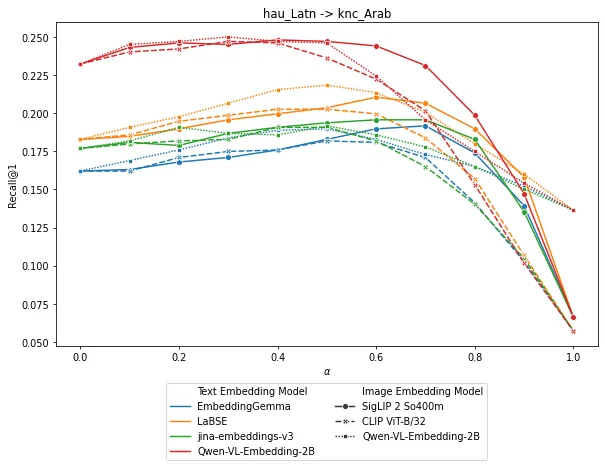 hau_Latn -> knc_Arab
0.250
0.225
0.200
0.175
0.150
0.125
0.100
0.075
0.050
Recall@1
0.0 0.2 0.4 0.6 0.8 1.0
α
Text Embedding Model Image Embedding Model
EmbeddingGemma SigLIP 2 So400m
LaBSE CLIP ViT-B/32
jina-embeddings-v3 Qwen-VL-Embedding-2B
Qwen-VL-Embedding-2B